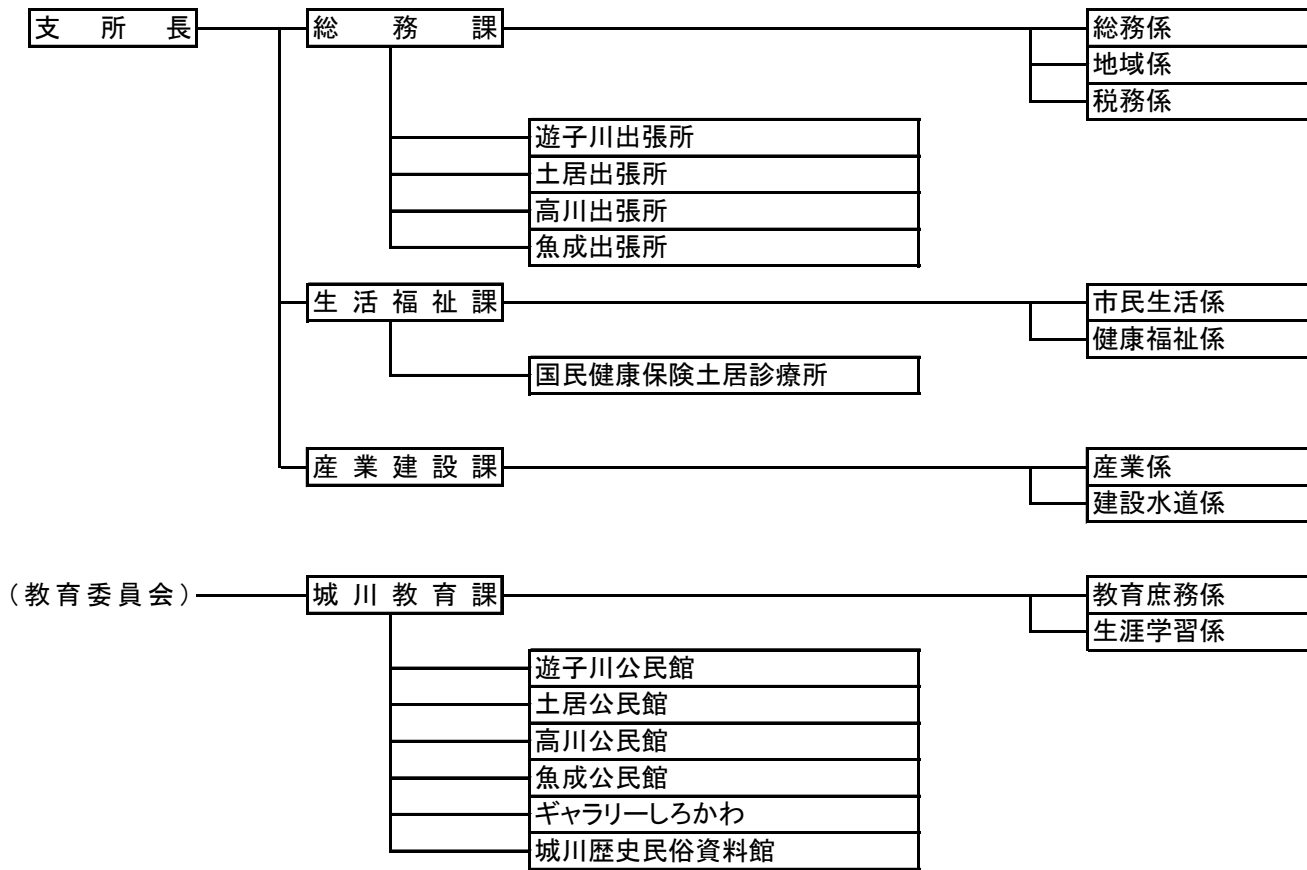 支所長
総務課
総務係
地域係
税務係
遊子川出張所
土居出張所
高川出張所
魚成出張所
生活福祉課
市民生活係
健康福祉係
国民健康保険土居診療所
産業建設課
産業係
建設水道係
（教育委員会）
城川教育課
教育庶務係
生涯学習係
遊子川公民館
土居公民館
高川公民館
魚成公民館
ギャラリーしろかわ
城川歴史民俗資料館